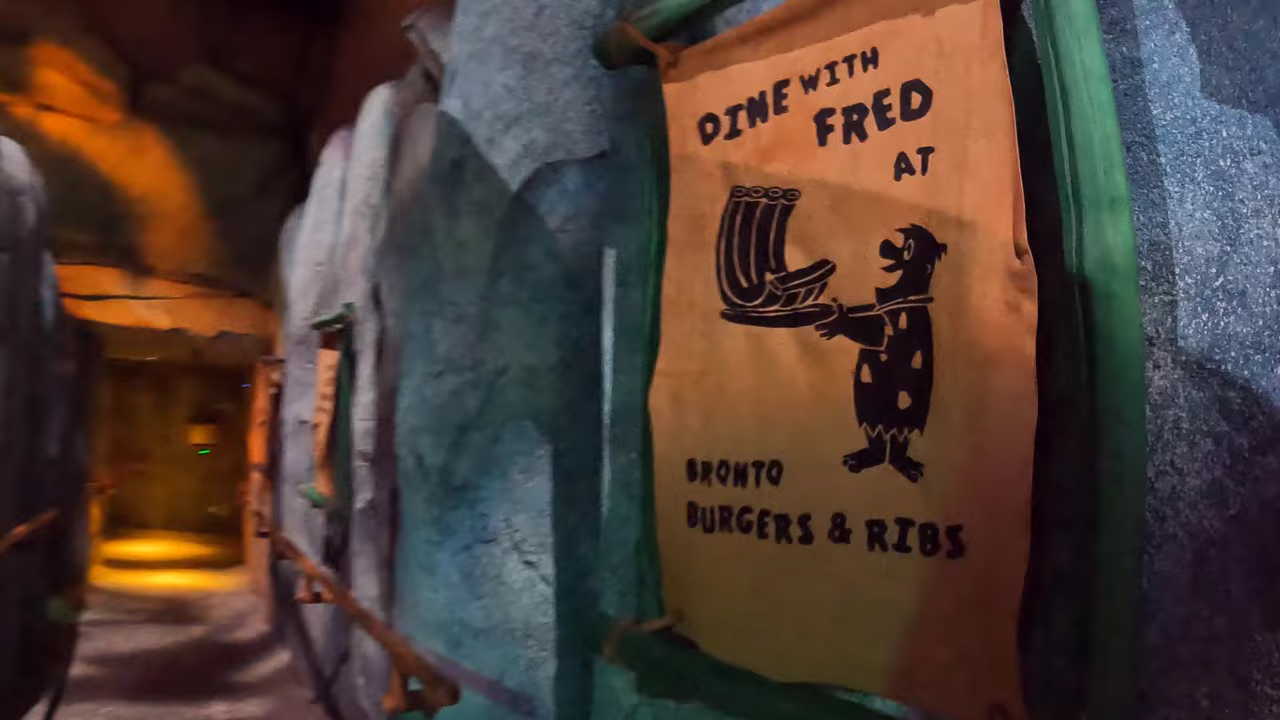 DINE WITH
FRED
AT
BRONTO
BURGERS & RIBS